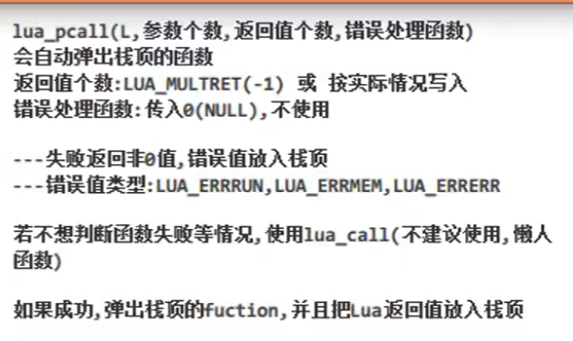 lua_pcall(L,参数个数,返回值个数,错误处理函数)
会自动弹出栈顶的函数
返回值个数:LUA_MULTRET(-1) 或 按实际情况写入
错误处理函数:传入0(NULL),不使用
---失败返回非0值,错误值放入栈顶
---错误值类型:LUA_ERRRUN,LUA_ERRMEM,LUA_ERRERR
若不想判断函数失败等情况,使用lua_call(不建议使用,懒人
函数)
如果成功,弹出栈顶的fuction,并且把Lua返回值放入栈顶